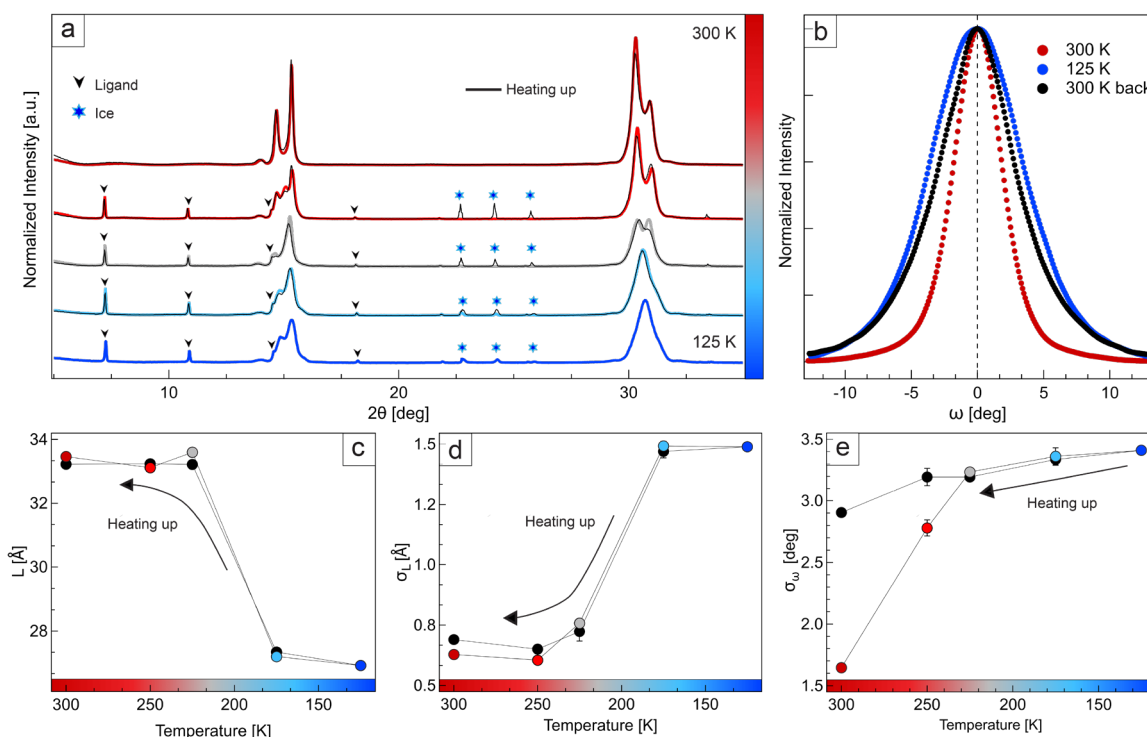 a
300 K
Ligand
Ice
Heating up
125 K
Normalized Intensity [a.u.]
10
20
30
2θ [deg]
b
300 K
125 K
300 K back
Normalized Intensity
-10
-5
0
5
10
ω [deg]
c
34
32
30
28
L [Å]
Heating up
300
250
200
150
Temperature [K]
d
1.5
1.3
1.0
0.8
0.5
σL [Å]
Heating up
300
250
200
150
Temperature [K]
e
3.5
3.0
2.5
2.0
1.5
σω [deg]
Heating up
300
250
200
150
Temperature [K]